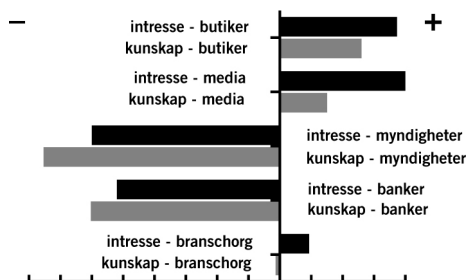 − +
intresse - butiker
kunskap - butiker
intresse - media
kunskap - media
intresse - myndigheter
kunskap - myndigheter
intresse - banker
kunskap - banker
intresse - branschorg
kunskap - branschorg